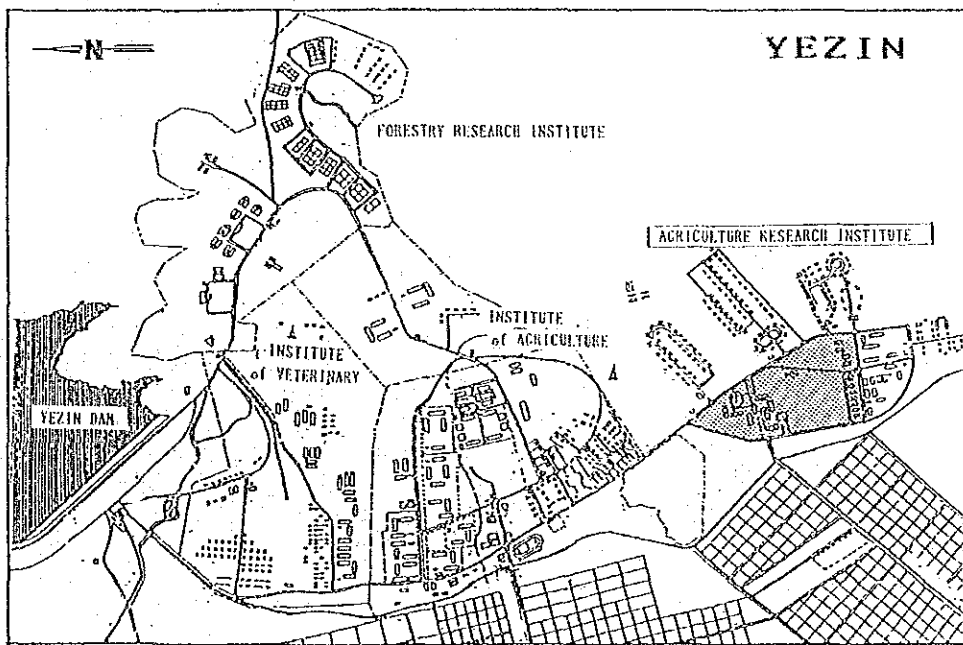 N
YEZIN
FORESTRY RESEARCH INSTITUTE
AGRICULTURE RESEARCH INSTITUTE
INSTITUTE
of AGRICULTURE
INSTITUTE
of VETERINARY
YEZIN DAM